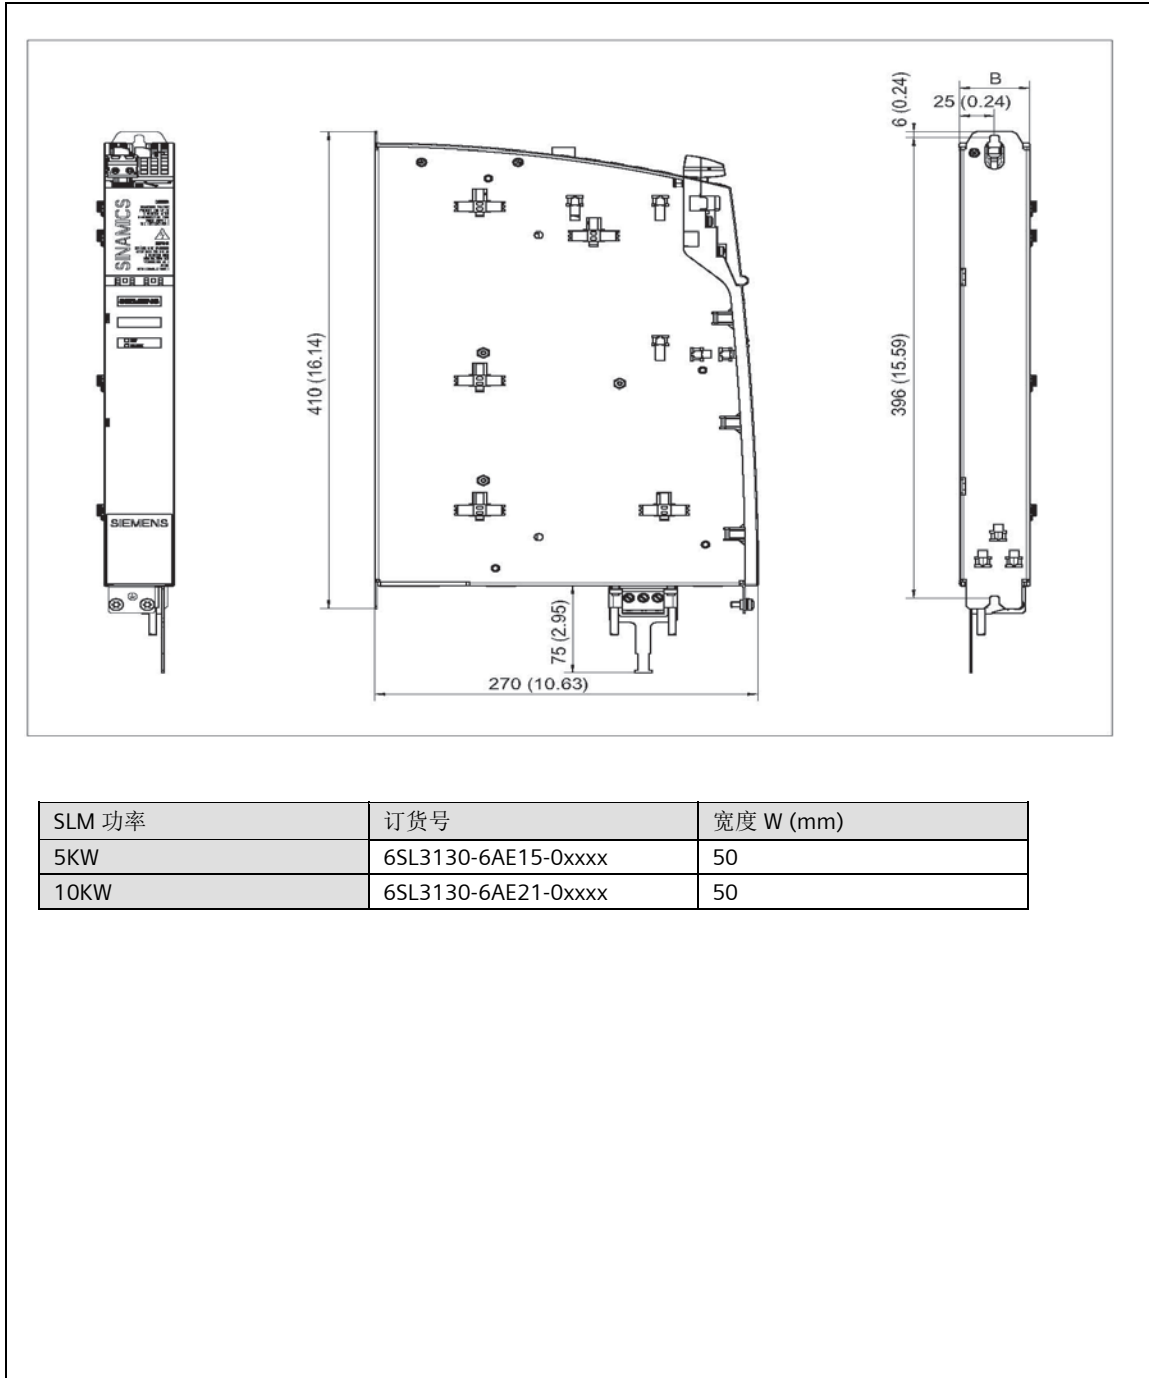 SINAMICS
SIEMENS
410 (16.14)
75 (2.95)
270 (10.63)
6 (0.24)
B
25 (0.24)
396 (15.59)
SLM 功率 订货号 宽度 W (mm)
5KW 6SL3130-6AE15-0xxxx 50
10KW 6SL3130-6AE21-0xxxx 50